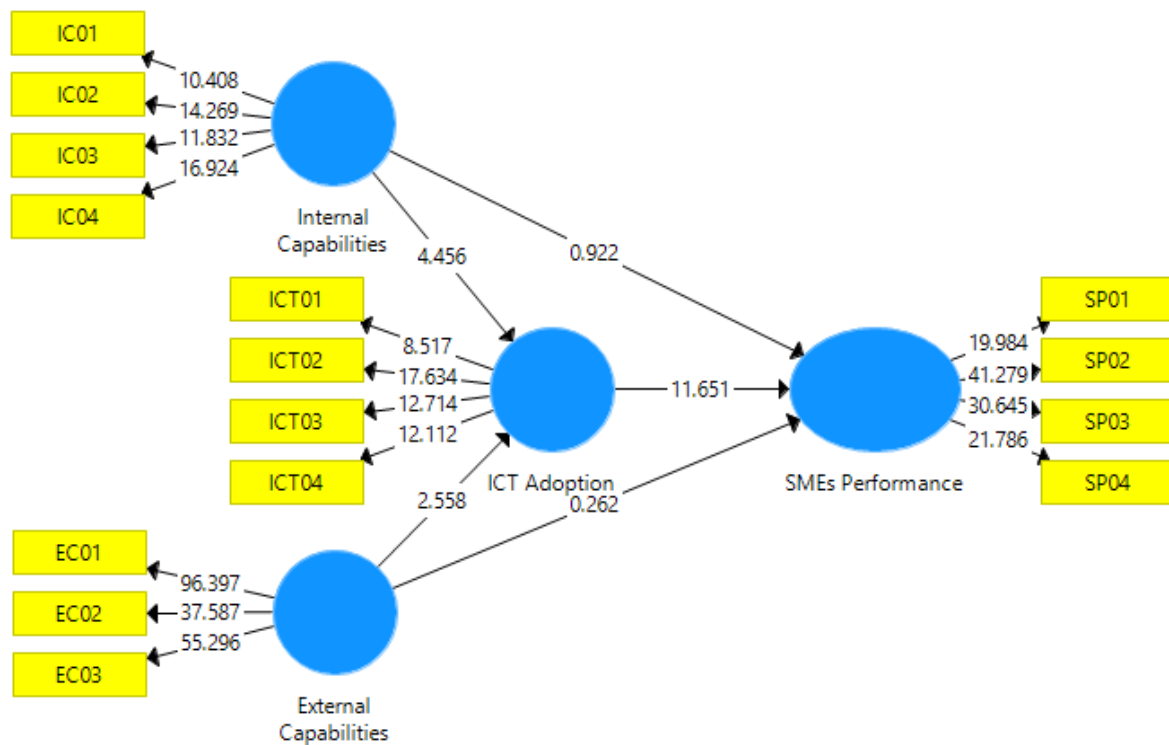 IC01
10.408
IC02
14.269
IC03
11.832
16.924
IC04
Internal
Capabilities
4.456
0.922
ICT01
8.517
ICT02
17.634
ICT03
12.714
12.112
ICT04
ICT Adoption
11.651
SMEs Performance
SP01
19.984
SP02
41.279
SP03
30.645
21.786
SP04
2.558
0.262
EC01
96.397
EC02
37.587
55.296
EC03
External
Capabilities